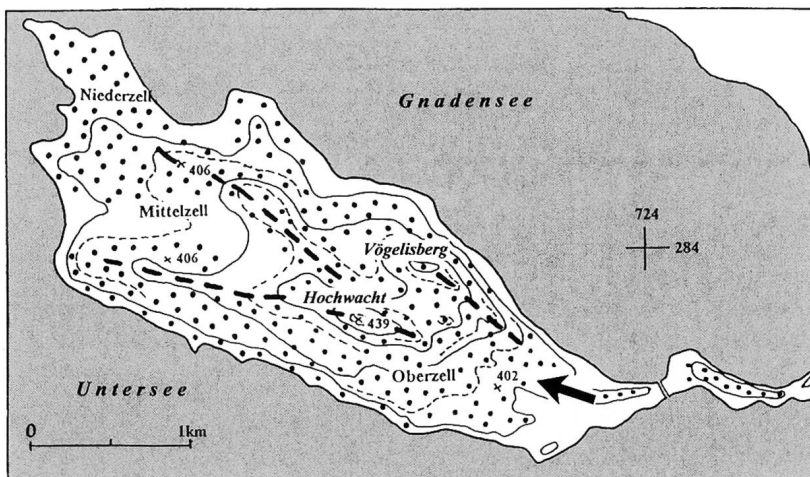 Niederzell
Gnadensee
406
724
284
Mittelzell
406
Vögelisberg
Hochwacht
439
Oberzell
402
Untersee
0
1km